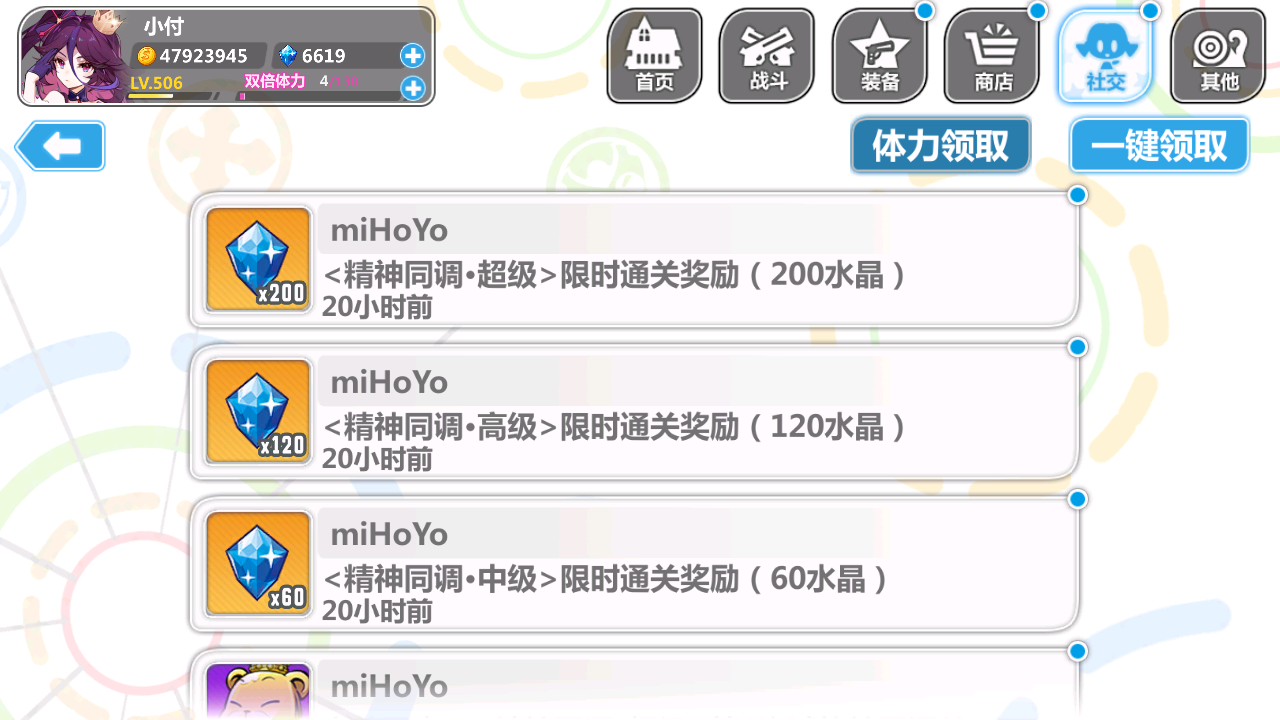 小付
47923945
6619
LV.506
双倍体力
4/130
首页
战斗
装备
商店
社交
其他
体力领取
一键领取
miHoYo
<精神同调·超级>限时通关奖励(200水晶)
20小时前
x200
miHoYo
<精神同调·高级>限时通关奖励(120水晶)
20小时前
x120
miHoYo
<精神同调·中级>限时通关奖励(60水晶)
20小时前
x60
miHoYo